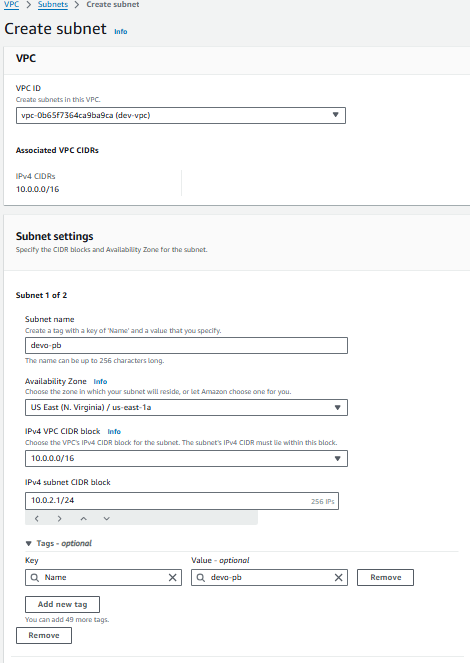 VPC > Subnets > Create subnet
Create subnet Info
VPC
VPC ID
Create subnets in this VPC.
vpc-0b65f7364ca9ba9ca (dev-vpc)
Associated VPC CIDRs
IPv4 CIDRs
10.0.0.0/16
Subnet settings
Specify the CIDR blocks and Availability Zone for the subnet.
Subnet 1 of 2
Subnet name
Create a tag with a key of 'Name' and a value that you specify.
devo-pb
The name can be up to 256 characters long.
Availability Zone Info
Choose the zone in which your subnet will reside, or let Amazon choose one for you.
US East (N. Virginia) / us-east-1a
IPv4 VPC CIDR block Info
Choose the VPC's IPv4 CIDR block for the subnet. The subnet's IPv4 CIDR must lie within this block.
10.0.0.0/16
IPv4 subnet CIDR block
10.0.2.1/24 256 IPs
Tags - optional
Key Value - optional
Name devo-pb Remove
Add new tag
You can add 49 more tags.
Remove